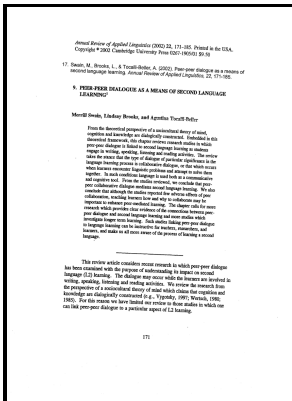 Annual Review of Applied Linguistics (2002) 22, 171-185. Printed in the USA.
Copyright © 2002 Cambridge University Press 0267-1905/01 $9.50
17. Swain, M., Brooks, L., & Tocalli-Beller, A. (2002). Peer-peer dialogue as a means of
second language learning. Annual Review of Applied Linguistics, 22, 171-185.
9. PEER-PEER DIALOGUE AS A MEANS OF SECOND LANGUAGE
LEARNING¹
Merrill Swain, Lindsay Brooks, and Agustina Tocalli-Beller
From the theoretical perspective of a sociocultural theory of mind,
cognition and knowledge are dialogically constructed. Embedded in this
theoretical framework, this chapter reviews research studies in which
peer-peer dialogue is linked to second language learning as students
engage in writing, speaking, listening and reading activities. The review
takes the stance that the type of dialogue of particular significance in the
language learning process is collaborative dialogue, or that which occurs
when learners encounter linguistic problems and attempt to solve them
together. In such conditions language is used both as a communicative
and cognitive tool. From the studies reviewed, we conclude that peer-
peer collaborative dialogue mediates second language learning. We also
conclude that although the studies reported few adverse effects of peer
collaboration, teaching learners how and why to collaborate may be
important to enhance peer-mediated learning. The chapter calls for more
research which provides clear evidence of the connections between peer-
peer dialogue and second language learning and more studies which
investigate longer term learning. Such studies linking peer-peer dialogue
to language learning can be instructive for teachers, researchers, and
learners, and make us all more aware of the process of learning a second
language.
This review article considers recent research in which peer-peer dialogue
has been examined with the purpose of understanding its impact on second
language (L2) learning. The dialogue may occur while the learners are involved in
writing, speaking, listening and reading activities. We review the research from
the perspective of a sociocultural theory of mind which claims that cognition and
knowledge are dialogically constructed (e.g., Vygotsky, 1987; Wertsch, 1980;
1985). For this reason we have limited our review to those studies in which one
can link peer-peer dialogue to a particular aspect of L2 learning.
171